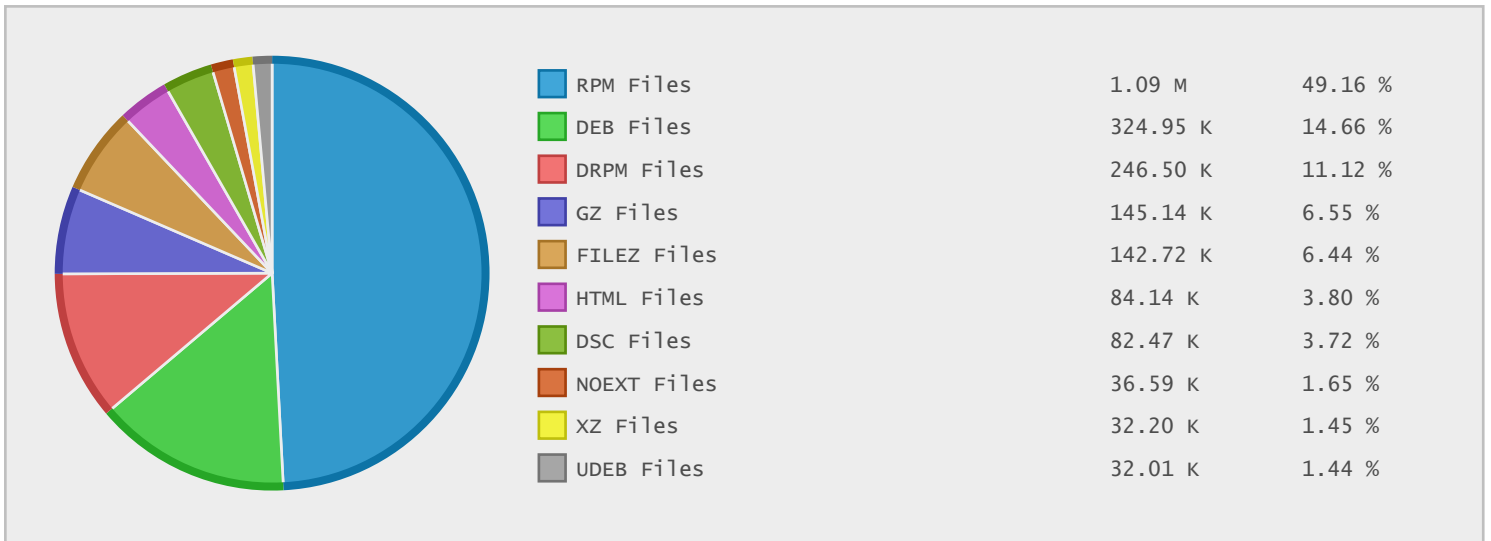 RPM Files 1.09 M 49.16 %
DEB Files 324.95 K 14.66 %
DRPM Files 246.50 K 11.12 %
GZ Files 145.14 K 6.55 %
FILEZ Files 142.72 K 6.44 %
HTML Files 84.14 K 3.80 %
DSC Files 82.47 K 3.72 %
NOEXT Files 36.59 K 1.65 %
XZ Files 32.20 K 1.45 %
UDEB Files 32.01 K 1.44 %